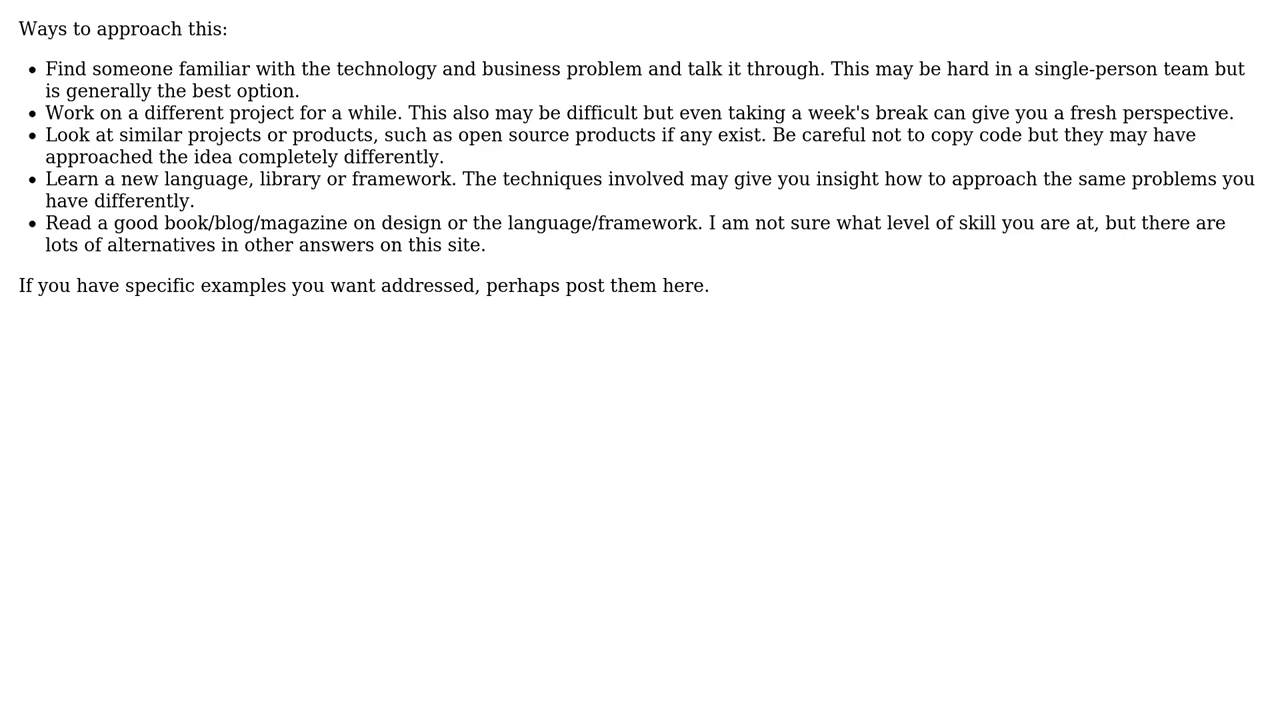 Ways to approach this:
• Find someone familiar with the technology and business problem and talk it through. This may be hard in a single-person team but
is generally the best option.
• Work on a different project for a while. This also may be difficult but even taking a week's break can give you a fresh perspective.
• Look at similar projects or products, such as open source products if any exist. Be careful not to copy code but they may have
approached the idea completely differently.
• Learn a new language, library or framework. The techniques involved may give you insight how to approach the same problems you
have differently.
• Read a good book/blog/magazine on design or the language/framework. I am not sure what level of skill you are at, but there are
lots of alternatives in other answers on this site.
If you have specific examples you want addressed, perhaps post them here.